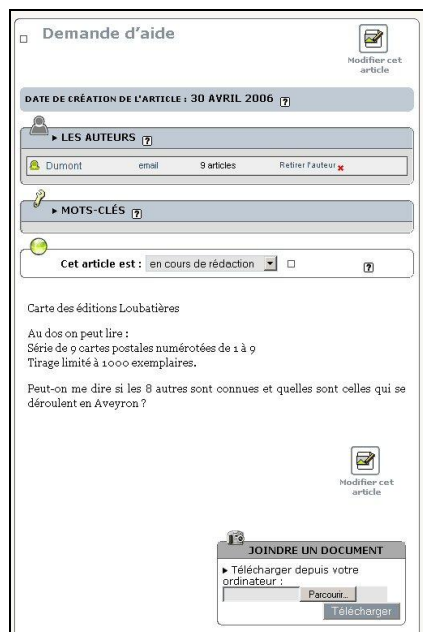 Demande d'aide
Modifier cet
article
DATE DE CRÉATION DE L'ARTICLE : 30 AVRIL 2006 ?
▸ LES AUTEURS ?
Dumont email 9 articles Retirer l'auteur
▸ MOTS-CLÉS ?
Cet article est : en cours de rédaction ?
Carte des éditions Loubatières
Au dos on peut lire :
Série de 9 cartes postales numérotées de 1 à 9
Tirage limité à 1000 exemplaires.
Peut-on me dire si les 8 autres sont connues et quelles sont celles qui se
déroulent en Aveyron ?
Modifier cet
article
JOINDRE UN DOCUMENT
▸ Télécharger depuis votre
ordinateur :
Parcourir...
Télécharger